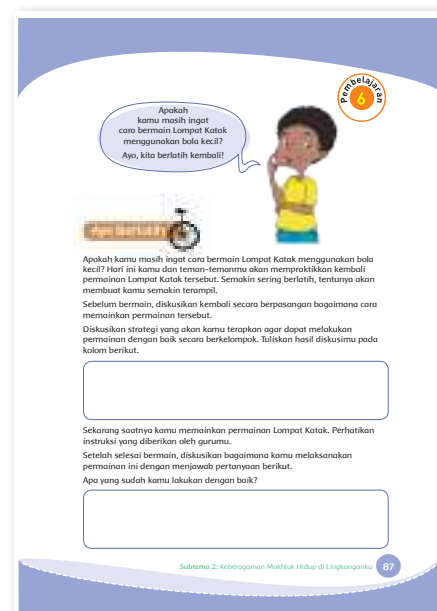 Pembelajaran
6
Apakah
kamu masih ingat
cara bermain Lompat Katak
menggunakan bola kecil?
Ayo, kita berlatih kembali!
Apakah kamu masih ingat cara bermain Lompat Katak menggunakan bola
kecil? Hari ini kamu dan teman-temanmu akan mempraktikkan kembali
permainan Lompat Katak tersebut. Semakin sering berlatih, tentunya akan
membuat kamu semakin terampil.
Sebelum bermain, diskusikan kembali secara berpasangan bagaimana cara
memainkan permainan tersebut.
Diskusikan strategi yang akan kamu terapkan agar dapat melakukan
permainan dengan baik secara berkelompok. Tuliskan hasil diskusimu pada
kolom berikut.
Sekarang saatnya kamu memainkan permainan Lompat Katak. Perhatikan
instruksi yang diberikan oleh gurumu.
Setelah selesai bermain, diskusikan bagaimana kamu melaksanakan
permainan ini dengan menjawab pertanyaan berikut.
Apa yang sudah kamu lakukan dengan baik?
Subtema 2: Keberagaman Makhluk Hidup di Lingkunganku 87